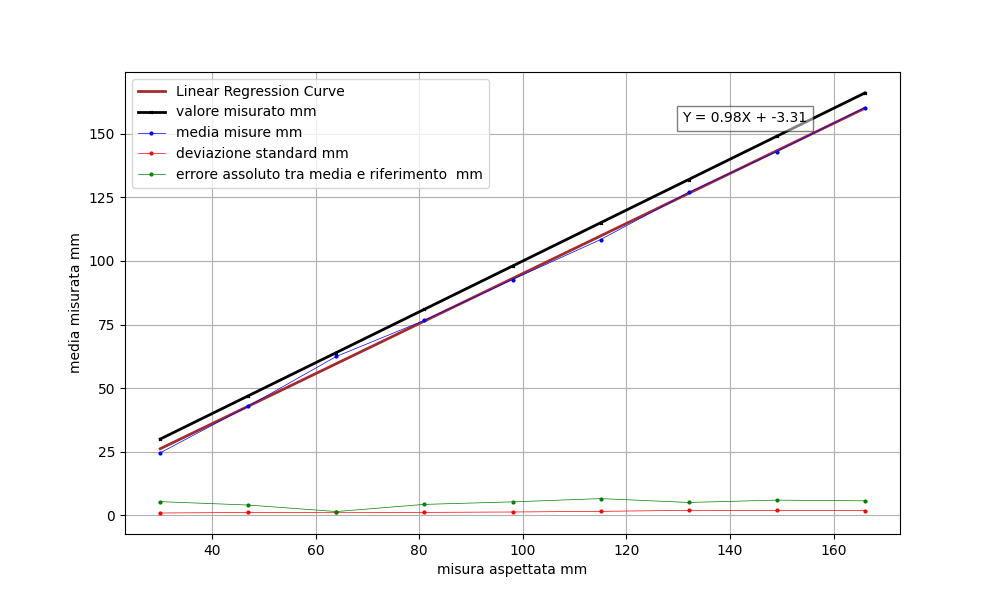 Linear Regression Curve
valore misurato mm
media misure mm
deviazione standard mm
errore assoluto tra media e riferimento  mm
Y = 0.98X + -3.31
150
125
100
75
50
25
0
media misurata mm
40 60 80 100 120 140 160
misura aspettata mm